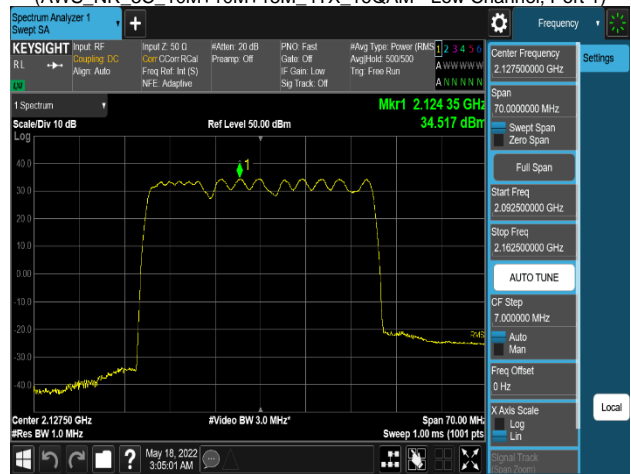 Spectrum Analyzer 1
Swept SA
Frequency
KEYSIGHT
Input: RF
Input Z: 50 Ω
#Atten: 20 dB
PNO: Fast
#Avg Type: Power (RMS
1 2 3 4 5 6
RL
Coupling: DC
Corr CCorr RCal
Preamp: Off
Gate: Off
Avg|Hold: 500/500
A W W W W W
Align: Auto
Freq Ref: Int (S)
IF Gain: Low
Trig: Free Run
NFE: Adaptive
Sig Track: Off
A N N N N N
1 Spectrum
Mkr1 2.124 35 GHz
Scale/Div 10 dB
Ref Level 50.00 dBm
34.517 dBm
Log
40.0
30.0
20.0
10.0
0.00
-10.0
-20.0
-30.0
-40.0
1
RMS
Center 2.12750 GHz
#Video BW 3.0 MHz*
Span 70.00 MHz
#Res BW 1.0 MHz
Sweep 1.00 ms (1001 pts
May 18, 2022
3:05:01 AM
Center Frequency
2.127500000 GHz
Settings
Span
70.0000000 MHz
Swept Span
Zero Span
Full Span
Start Freq
2.092500000 GHz
Stop Freq
2.162500000 GHz
AUTO TUNE
CF Step
7.000000 MHz
Auto
Man
Freq Offset
0 Hz
X Axis Scale
Log
Lin
Local
Signal Track
(Span Zoom)